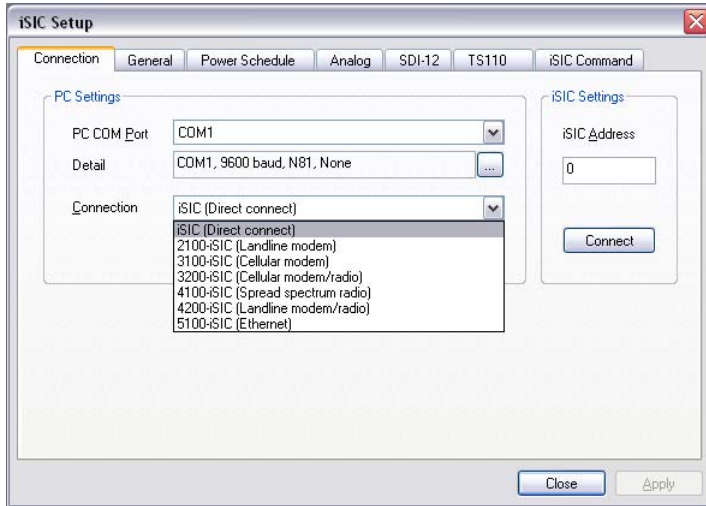 iSIC Setup
Connection General Power Schedule Analog SDI-12 TS110 iSIC Command
PC Settings
PC COM Port COM1
Detail COM1, 9600 baud, N81, None ...
Connection iSIC (Direct connect)
iSIC (Direct connect)
2100-iSIC (Landline modem)
3100-iSIC (Cellular modem)
3200-iSIC (Cellular modem/radio)
4100-iSIC (Spread spectrum radio)
4200-iSIC (Landline modem/radio)
5100-iSIC (Ethernet)
iSIC Settings
iSIC Address
0
Connect
Close Apply